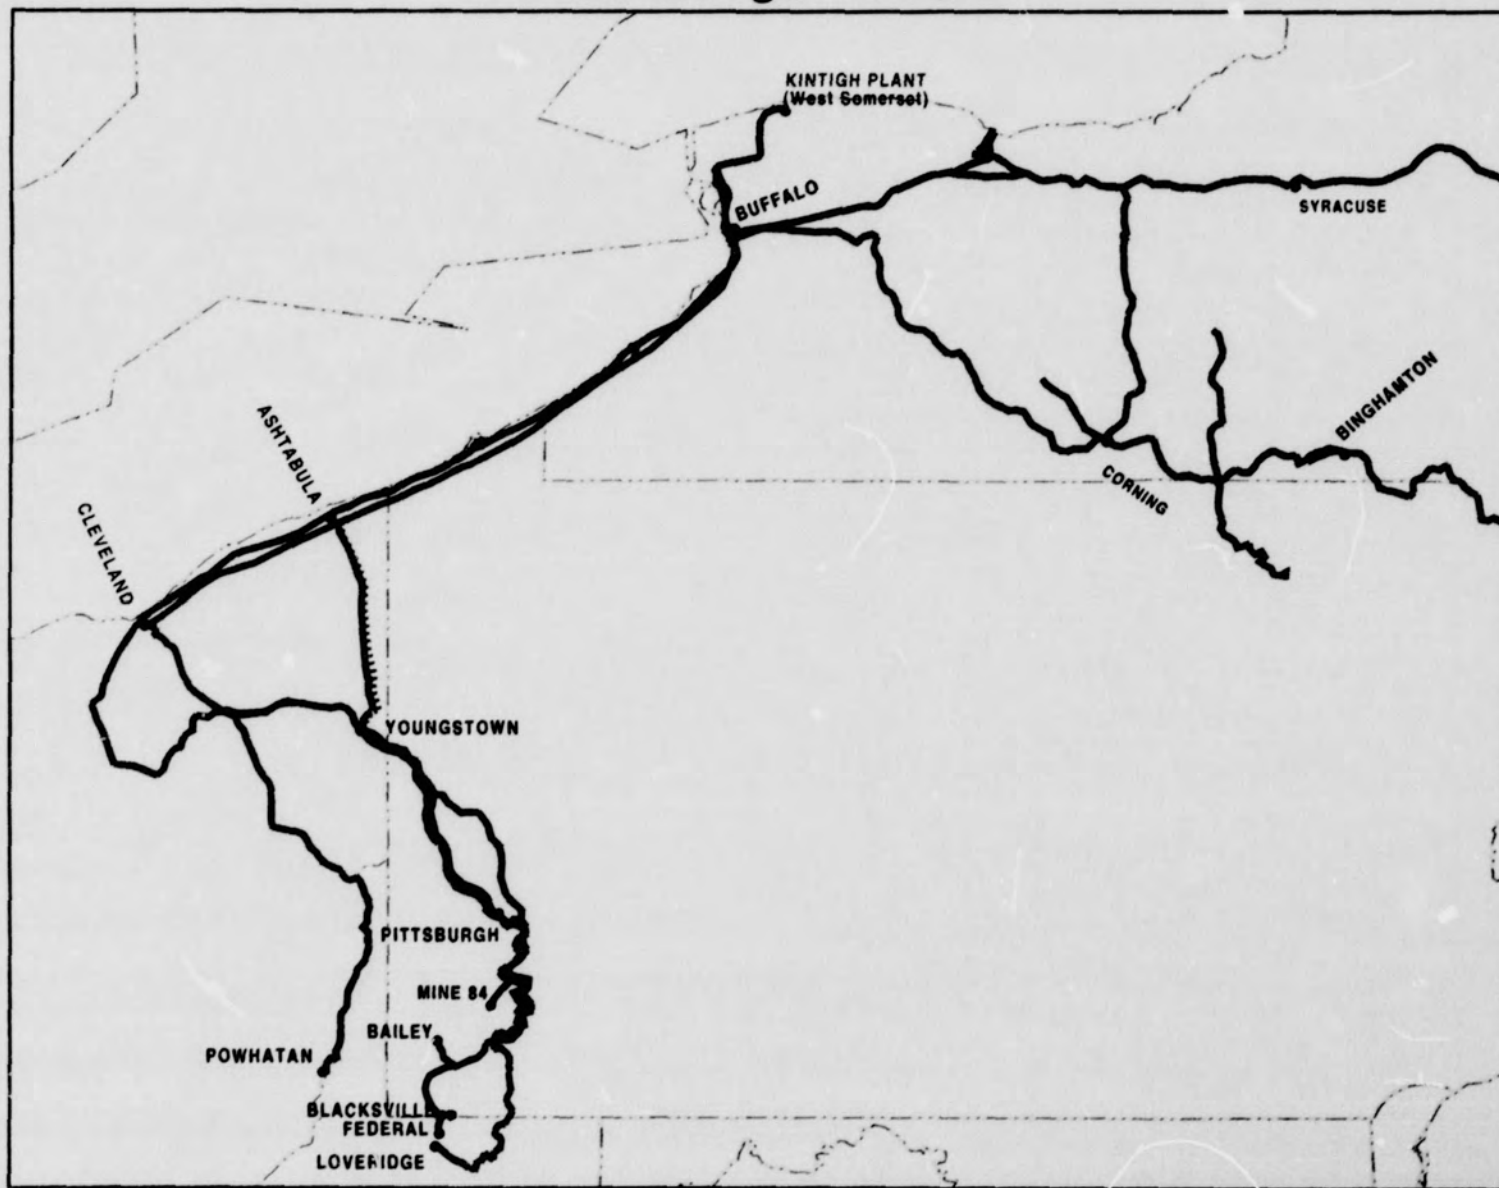 KINTIGH PLANT
(West Somerset)
BUFFALO
SYRACUSE
BINGHAMTON
CORNING
ASHTABULA
CLEVELAND
YOUNGSTOWN
PITTSBURGH
MINE 84
BAILEY
POWHATAN
BLACKSVILLE
FEDERAL
LOVERIDGE